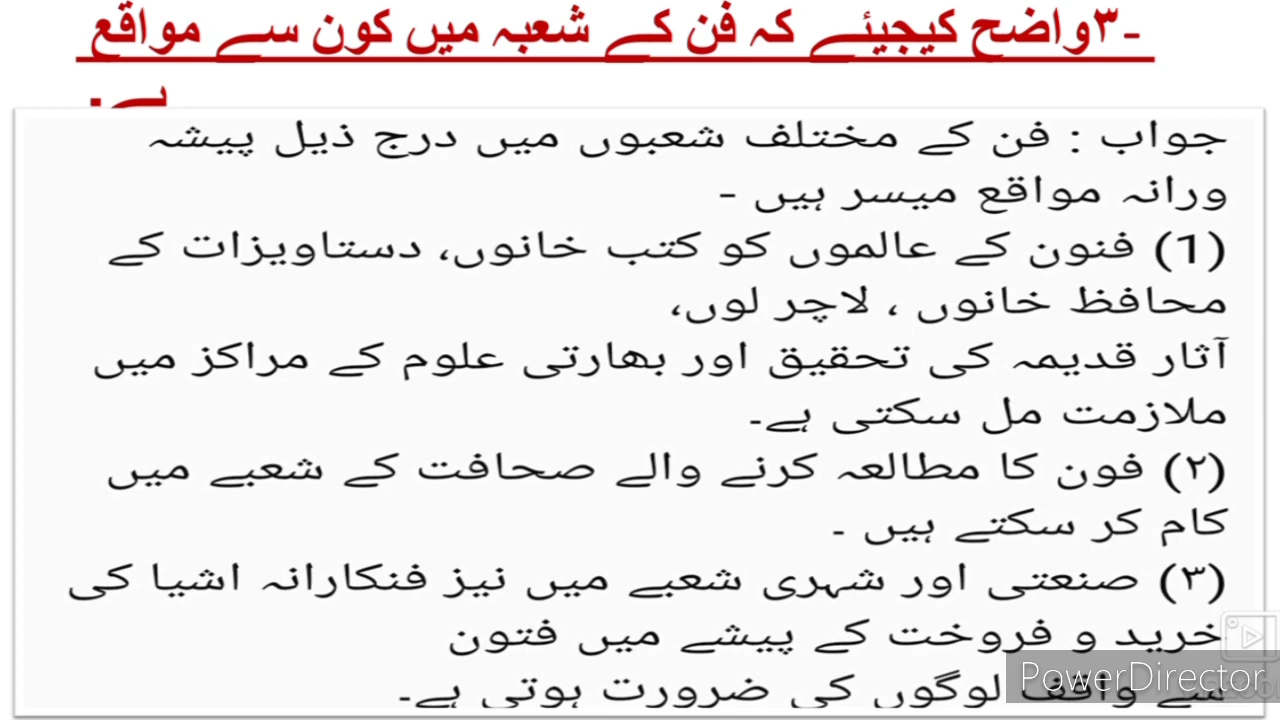 ۳۔واضح کیجیئے کہ فن کے شعبہ میں کون سے مواقع
جواب : فن کے مختلف شعبوں میں درج ذیل پیشہ
ورانہ مواقع میسر ہیں -
(1) فنون کے عالموں کو کتب خانوں، دستاویزات کے
محافظ خانوں ، لاچر لوں،
آثار قدیمہ کی تحقیق اور بھارتی علوم کے مراکز میں
ملازمت مل سکتی ہے۔
(۲) فون کا مطالعہ کرنے والے صحافت کے شعبے میں
کام کر سکتے ہیں ۔
(۳) صنعتی اور شہری شعبے میں نیز فنکارانہ اشیا کی
خرید و فروخت کے پیشے میں فتون
سے واقف لوگوں کی ضرورت ہوتی ہے۔
PowerDirector